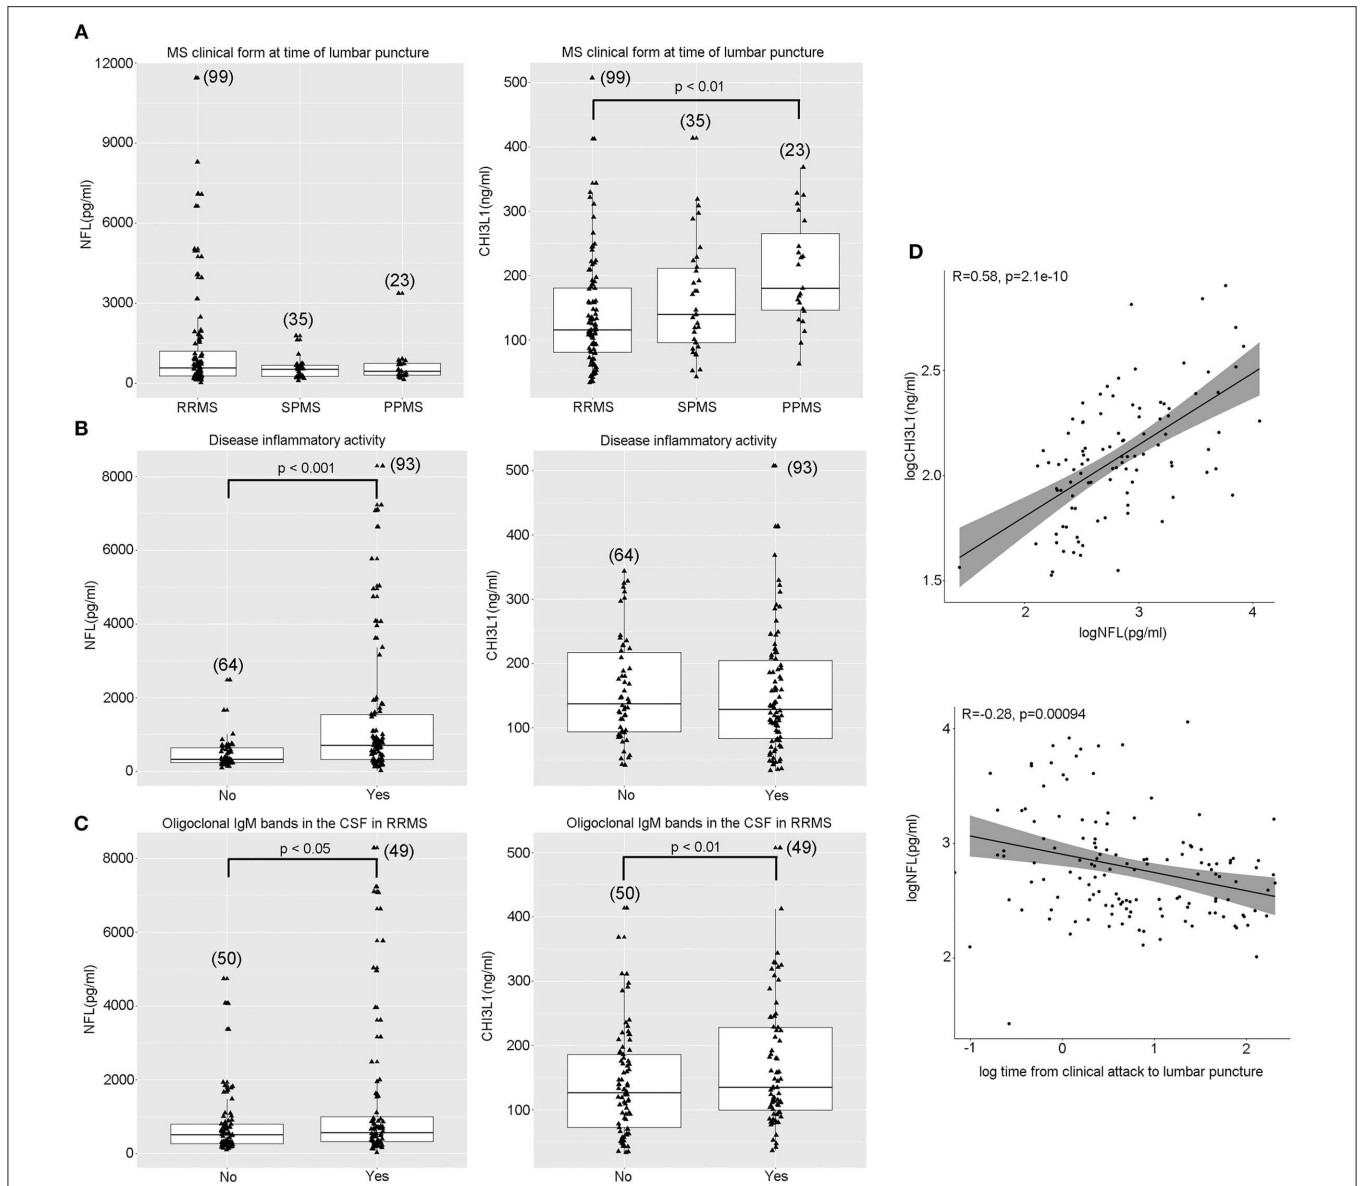 A
MS clinical form at time of lumbar puncture
NFL(pg/ml)
12000
9000
6000
3000
0
(99)
(35)
(23)
RRMS SPMS PPMS
MS clinical form at time of lumbar puncture
CHI3L1(ng/ml)
500
400
300
200
100
(99)
p < 0.01
(35)
(23)
RRMS SPMS PPMS
B
Disease inflammatory activity
NFL(pg/ml)
8000
6000
4000
2000
0
p < 0.001
(93)
(64)
No Yes
Disease inflammatory activity
CHI3L1(ng/ml)
500
400
300
200
100
(93)
(64)
No Yes
C
Oligoclonal IgM bands in the CSF in RRMS
NFL(pg/ml)
8000
6000
4000
2000
0
p < 0.05
(49)
(50)
No Yes
Oligoclonal IgM bands in the CSF in RRMS
CHI3L1(ng/ml)
500
400
300
200
100
p < 0.01
(49)
(50)
No Yes
D
R=0.58, p=2.1e-10
logCHI3L1(ng/ml)
2.5
2.0
1.5
2 3 4
logNFL(pg/ml)
R=-0.28, p=0.00094
logNFL(pg/ml)
4
3
2
-1 0 1 2
log time from clinical attack to lumbar puncture